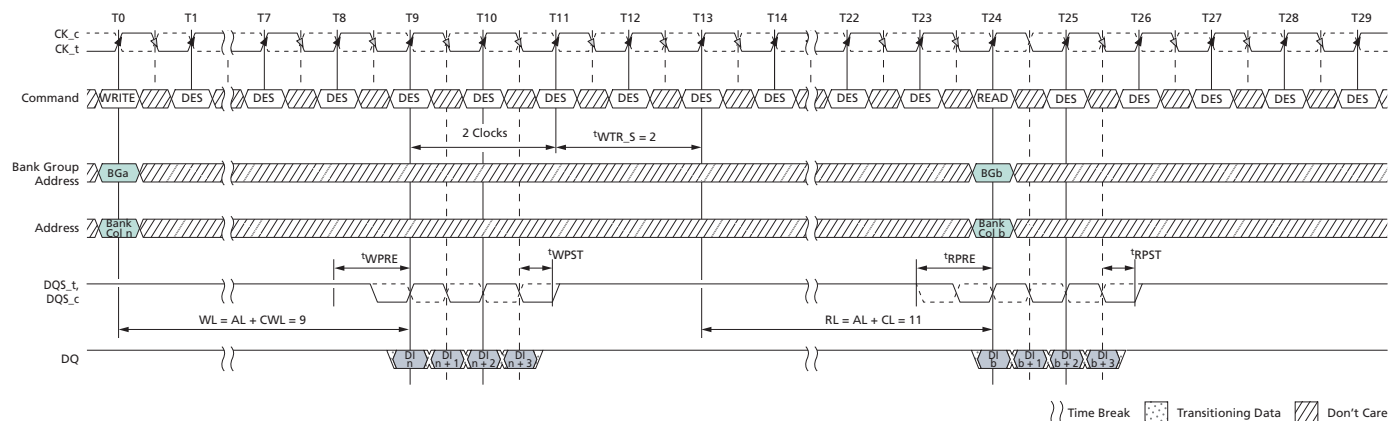 T0 T1 T7 T8 T9 T10 T11 T12 T13 T14 T22 T23 T24 T25 T26 T27 T28 T29
CK_c
CK_t
Command WRITE DES DES DES DES DES DES DES DES DES DES DES READ DES DES DES DES DES
2 Clocks tWTR_S = 2
Bank Group
Address
BGa BGb
Address
Bank
Col n
Bank
Col b
tWPRE tWPST tRPRE tRPST
DQS_t,
DQS_c
WL = AL + CWL = 9 RL = AL + CL = 11
DQ
DI
n
DI
n + 1
DI
n + 2
DI
n + 3
DI
b
DI
b + 1
DI
b + 2
DI
b + 3
Time Break Transitioning Data Don't Care